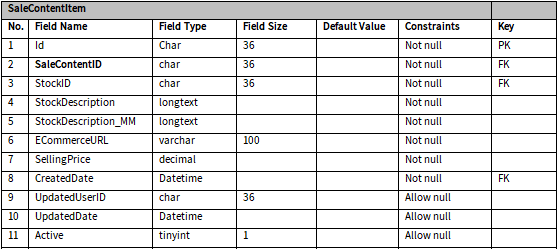 SaleContentItem
No. Field Name Field Type Field Size Default Value Constraints Key
1 Id Char 36 Not null PK
2 SaleContentID char 36 Not null FK
3 StockID char 36 Not null FK
4 StockDescription longtext Not null
5 StockDescription_MM longtext Not null
6 ECommerceURL varchar 100 Not null
7 SellingPrice decimal Not null
8 CreatedDate Datetime Not null FK
9 UpdatedUserID char 36 Allow null
10 UpdatedDate Datetime Allow null
11 Active tinyint 1 Allow null